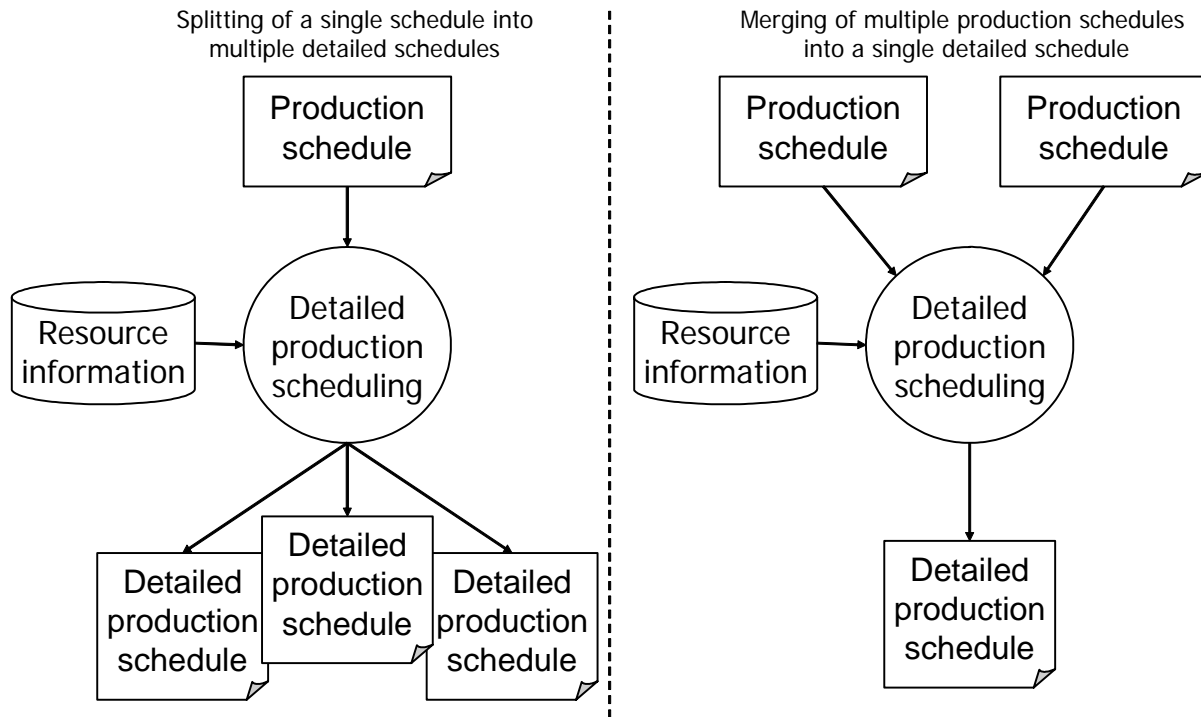 Splitting of a single schedule into
multiple detailed schedules
Production
schedule
Resource
information
Detailed
production
scheduling
Detailed
production
schedule
Detailed
production
schedule
Detailed
production
schedule
Merging of multiple production schedules
into a single detailed schedule
Production
schedule
Production
schedule
Resource
information
Detailed
production
scheduling
Detailed
production
schedule